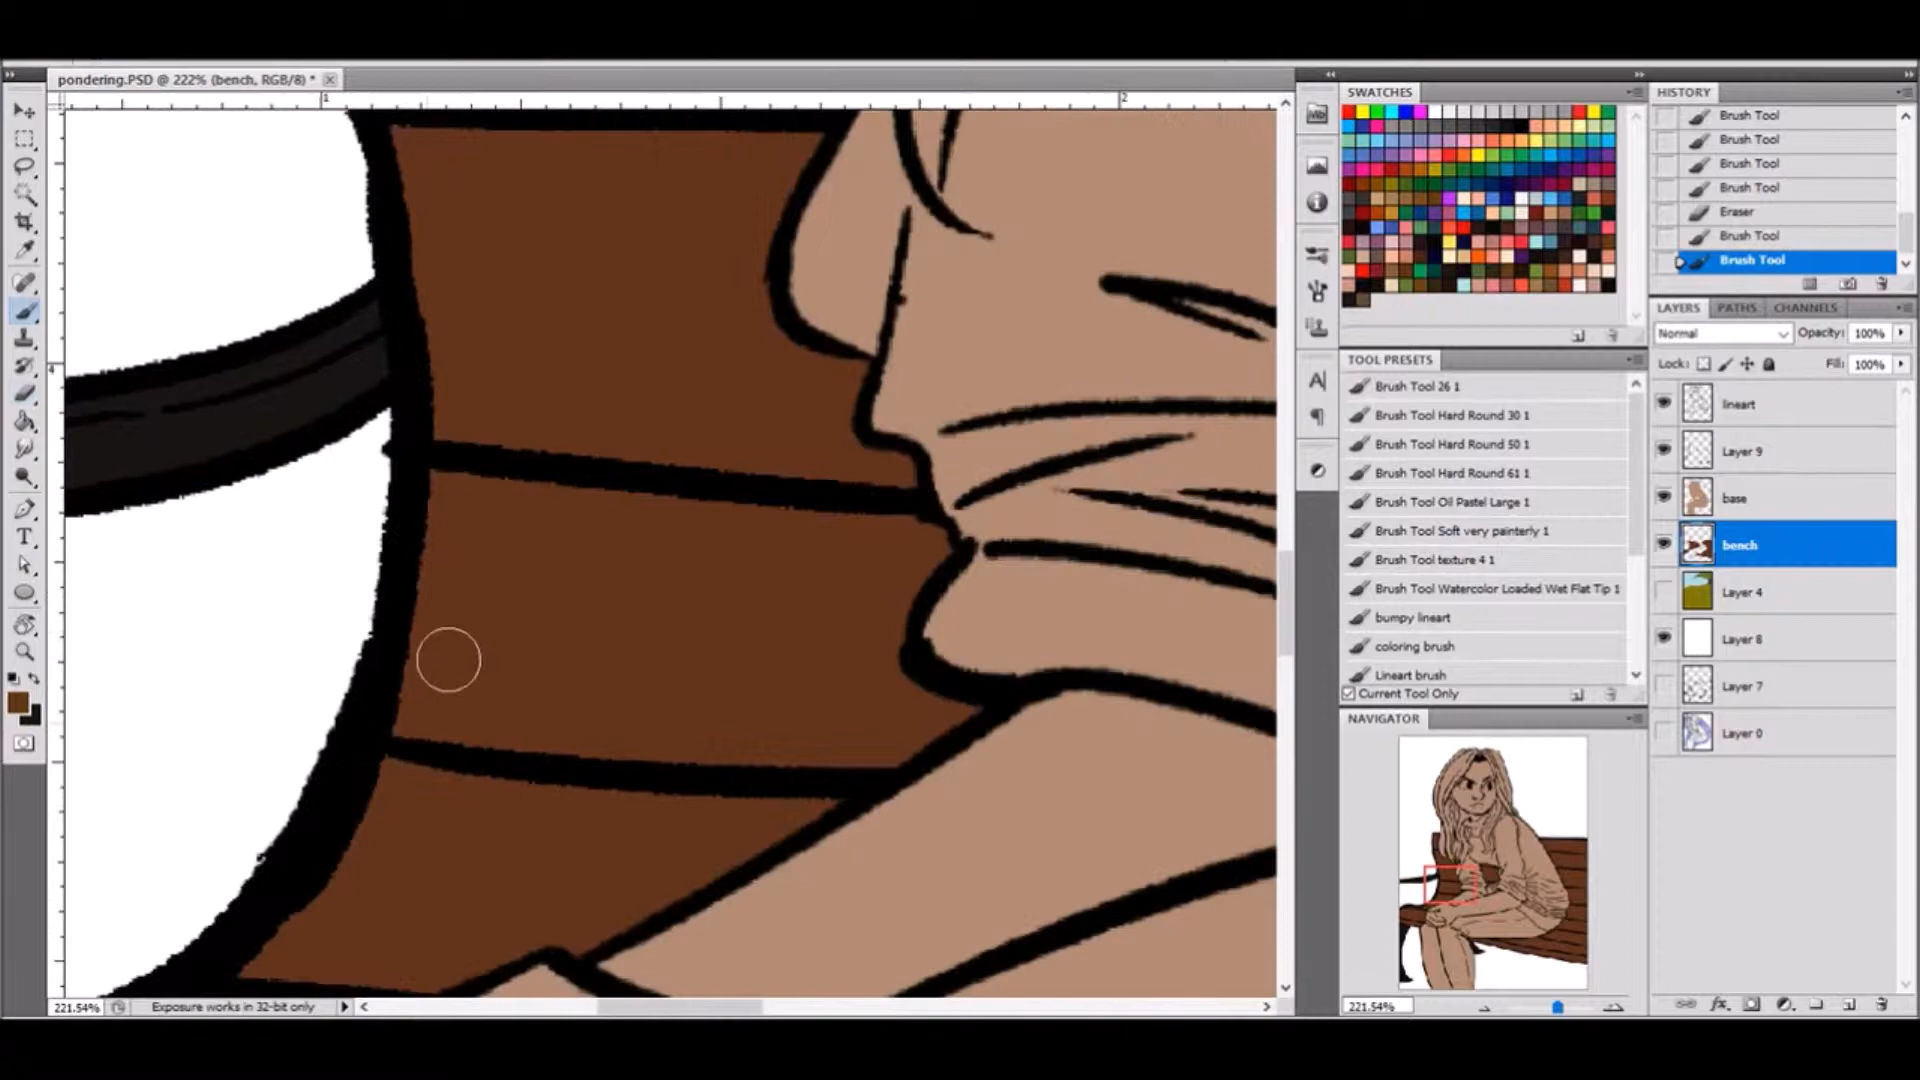 pondering.PSD @ 222% (bench, RGB/8) *
1
2
4
T
221.54%
Exposure works in 32-bit only
Mb
A
SWATCHES
TOOL PRESETS
Brush Tool 26 1
Brush Tool Hard Round 30 1
Brush Tool Hard Round 50 1
Brush Tool Hard Round 61 1
Brush Tool Oil Pastel Large 1
Brush Tool Soft very painterly 1
Brush Tool texture 4 1
Brush Tool Watercolor Loaded Wet Flat Tip 1
bumpy lineart
coloring brush
Lineart brush
Current Tool Only
NAVIGATOR
221.54%
HISTORY
Brush Tool
Brush Tool
Brush Tool
Brush Tool
Eraser
Brush Tool
Brush Tool
LAYERS PATHS CHANNELS
Normal Opacity: 100%
Lock: Fill: 100%
lineart
Layer 9
base
bench
Layer 4
Layer 8
Layer 7
Layer 0
fx